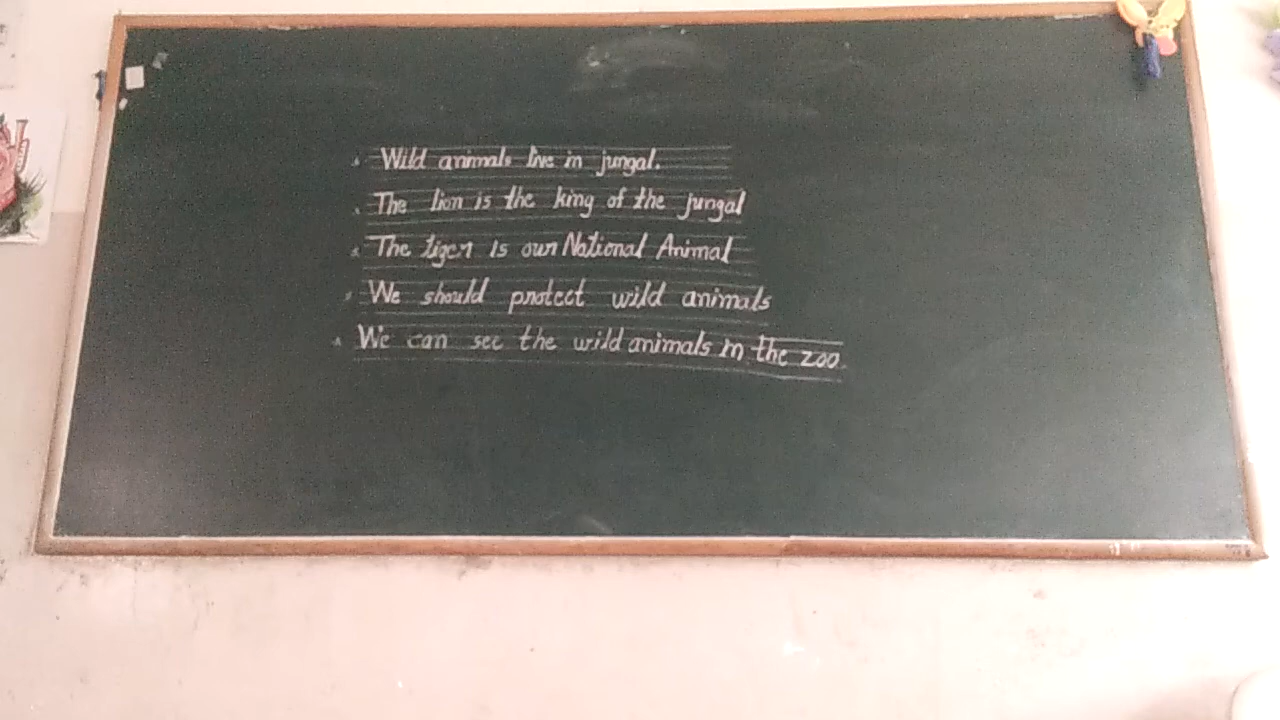 Wild animals live in jungal.
The lion is the king of the jungal
The tiger is our National Animal
We should protect wild animals
We can see the wild animals in the zoo.